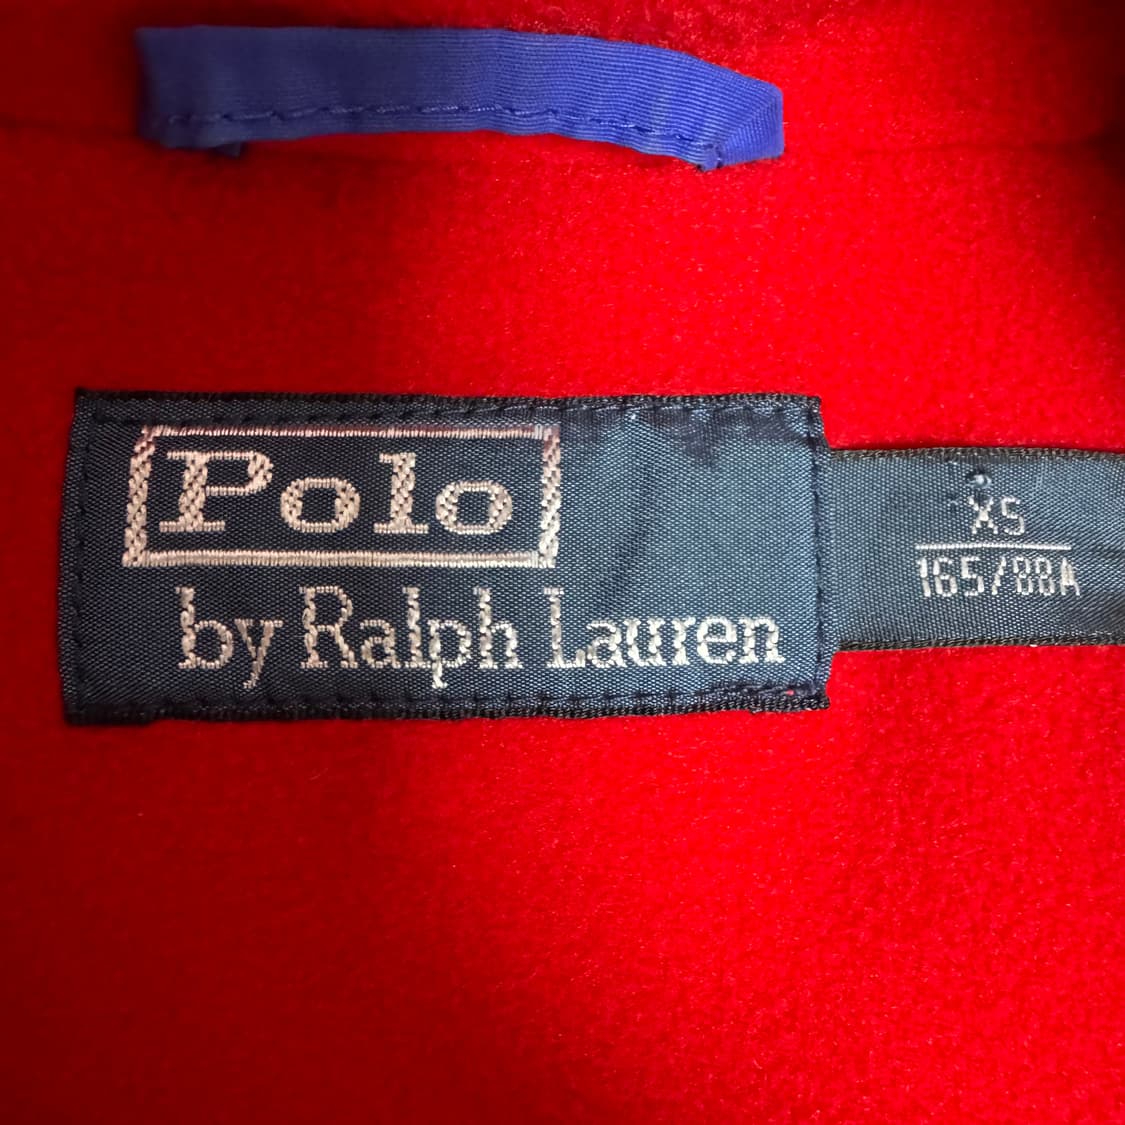 Polo
by Ralph Lauren
XS
165/88A